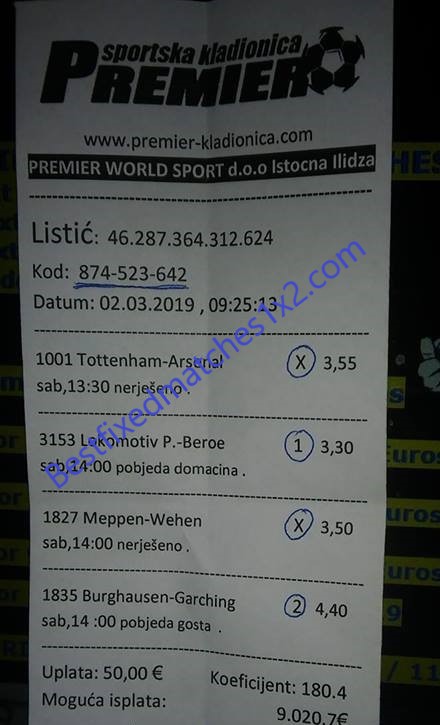 sportska kladionica
PREMIER
www.premier-kladionica.com
PREMIER WORLD SPORT d.o.o Istocna Ilidza
Listić: 46.287.364.312.624
Kod: 874-523-642
Datum: 02.03.2019 , 09:25:13
1001 Tottenham-Arsenal X 3,55
sab,13:30 nerješeno .
3153 Lokomotiv P.-Beroe 1 3,30
sab,14:00 pobjeda domacina .
1827 Meppen-Wehen X 3,50
sab,14:00 nerješeno .
1835 Burghausen-Garching 2 4,40
sab,14 :00 pobjeda gosta .
Uplata: 50,00 € Koeficijent: 180.4
Moguća isplata: 9.020,7€
Bestfixedmatches1x2.com